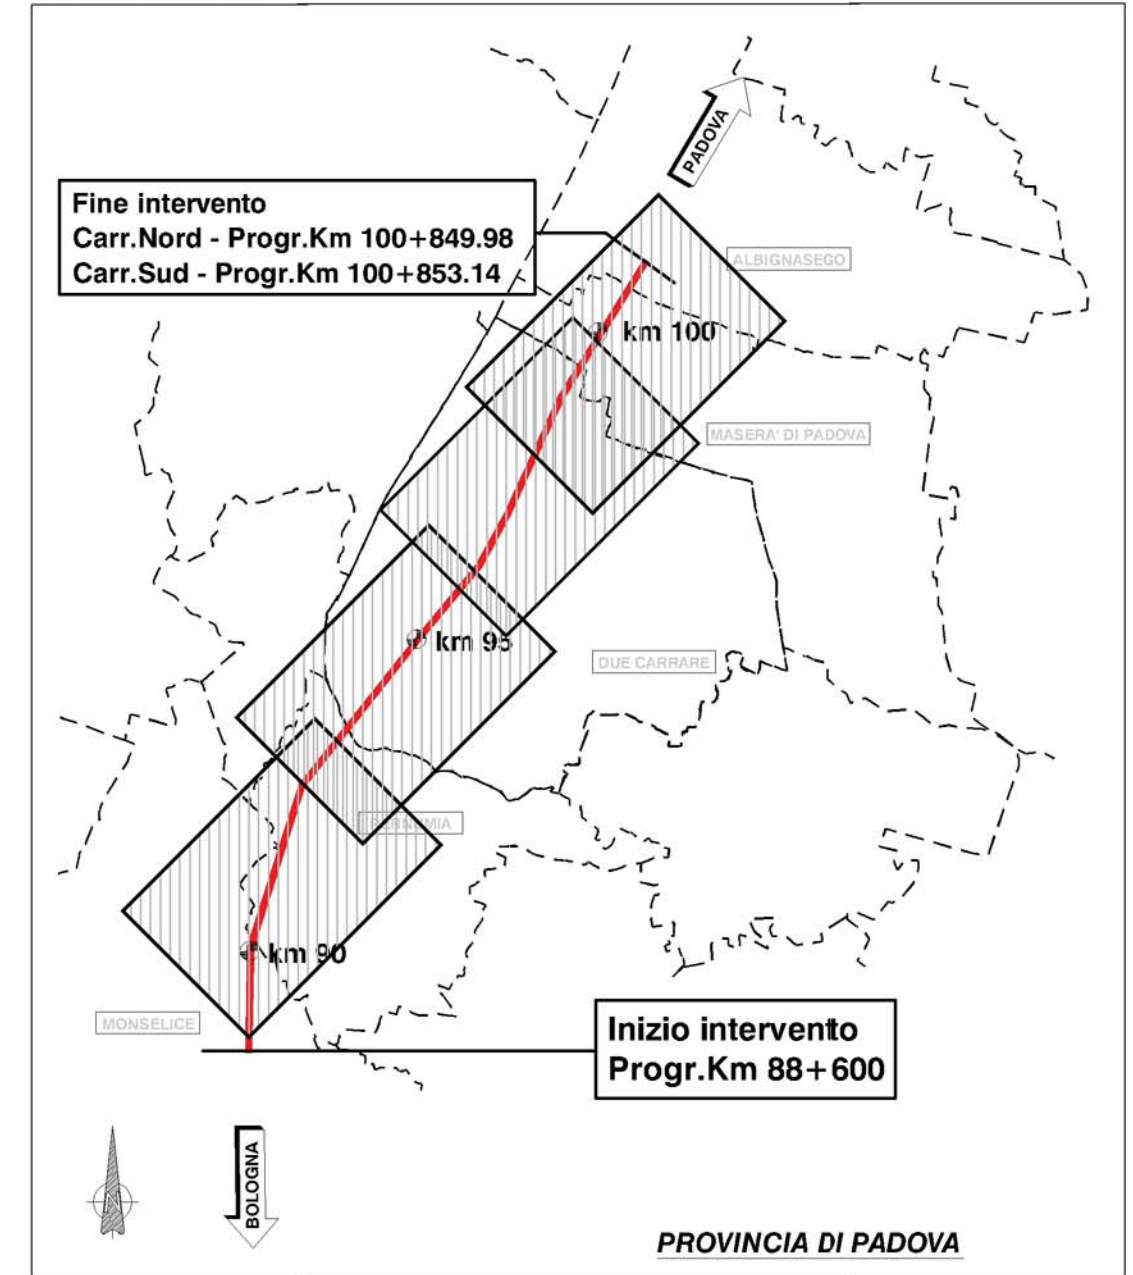 PADOVA
Fine intervento
Carr.Nord - Progr.Km 100+849.98
Carr.Sud - Progr.Km 100+853.14
ALBIGNASEGO
km 100
MASERA' DI PADOVA
km 95
DUE CARRARE
km 90
MONSELICE
Inizio intervento
Progr.Km 88+600
BOLOGNA
N
PROVINCIA DI PADOVA